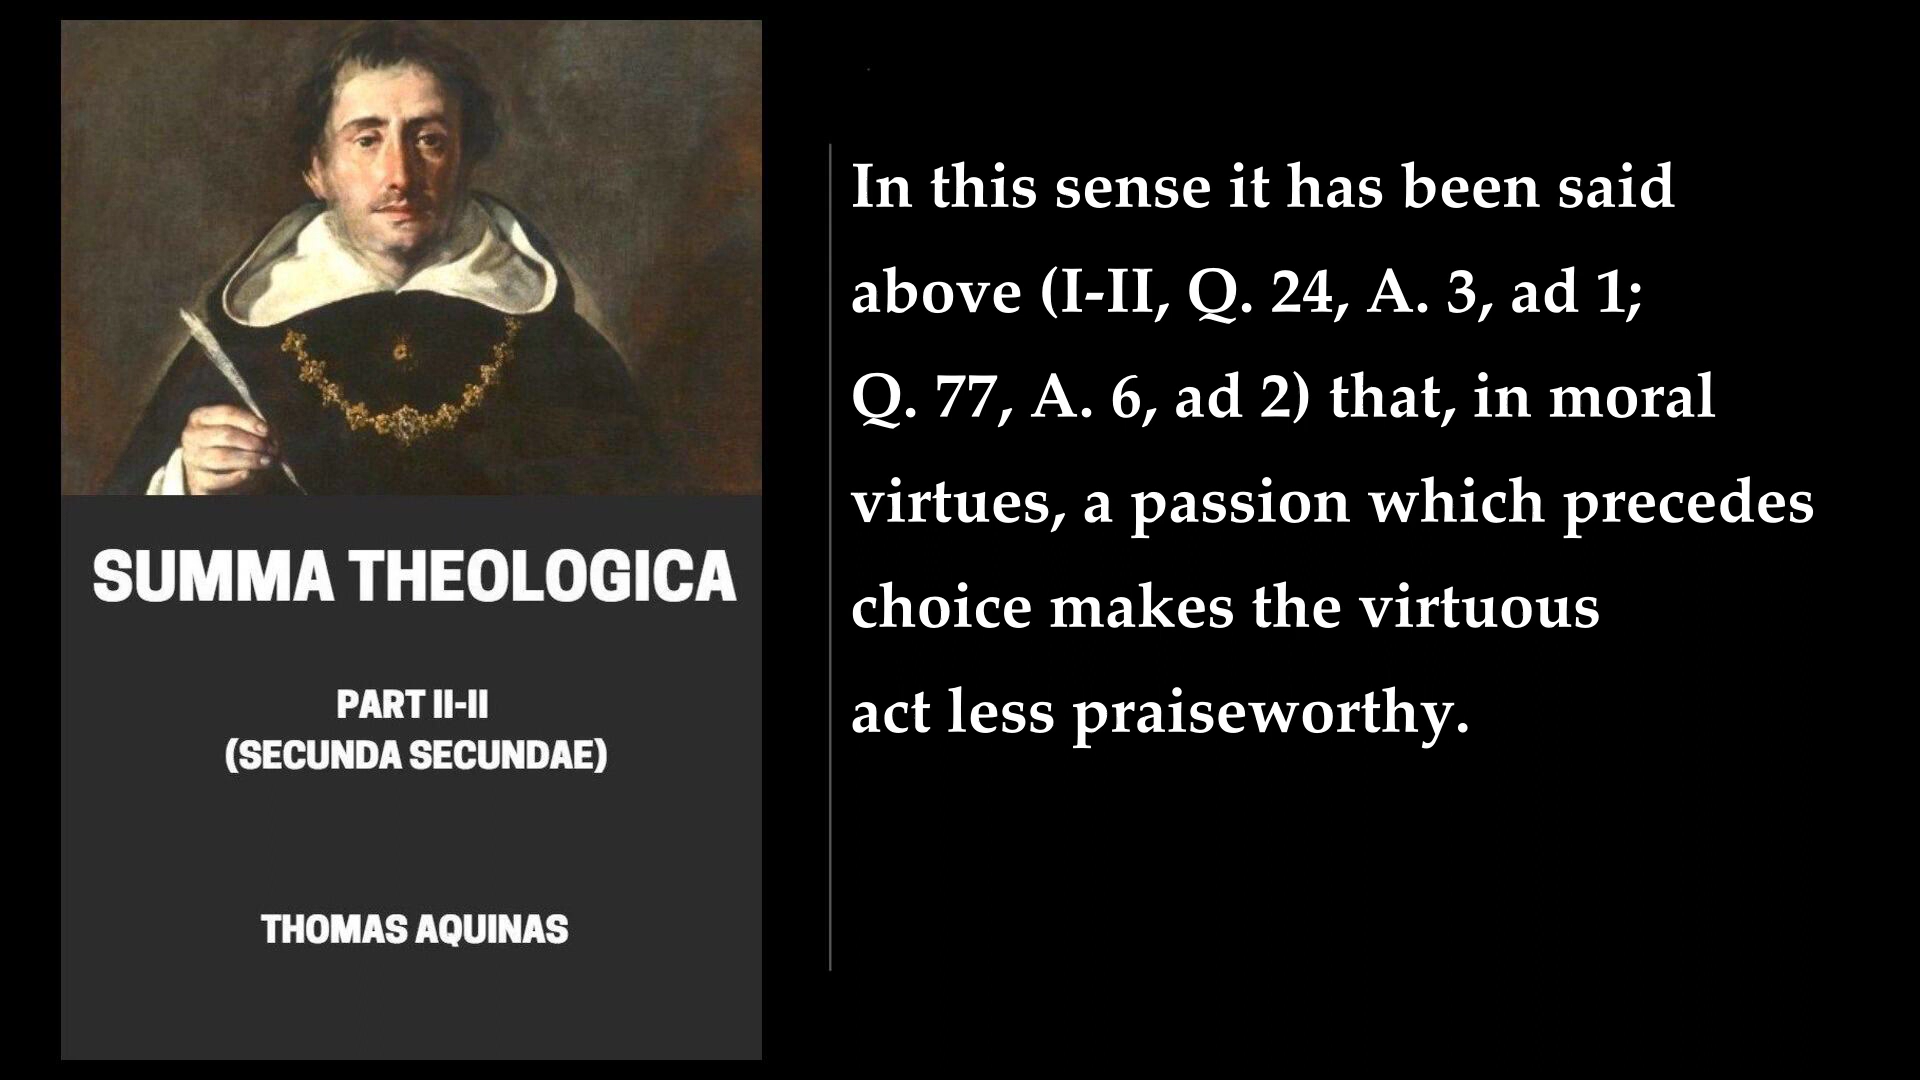 SUMMA THEOLOGICA
PART II-II
(SECUNDA SECUNDAE)
THOMAS AQUINAS
In this sense it has been said
above (I-II, Q. 24, A. 3, ad 1;
Q. 77, A. 6, ad 2) that, in moral
virtues, a passion which precedes
choice makes the virtuous
act less praiseworthy.